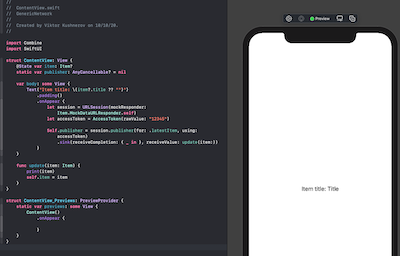 //
// ContentView.swift
// GenericNetwork
//
// Created by Viktor Kushnerov on 10/10/20.
//

import Combine
import SwiftUI

struct ContentView: View {
@State var item: Item?
static var publisher: AnyCancellable? = nil

var body: some View {
Text("Item title: \(item?.title ?? "")")
.padding()
.onAppear {
let session = URLSession(mockResponder:
Item.MockDataURLResponder.self)
let accessToken = AccessToken(rawValue: "12345")

Self.publisher = session.publisher(for: .latestItem, using:
accessToken)
.sink(receiveCompletion: { _ in }, receiveValue: update(item:))
}
}

func update(item: Item) {
print(item)
self.item = item
}
}

struct ContentView_Previews: PreviewProvider {
static var previews: some View {
ContentView()
.onAppear {

}
}
}
Preview
Item title: Title